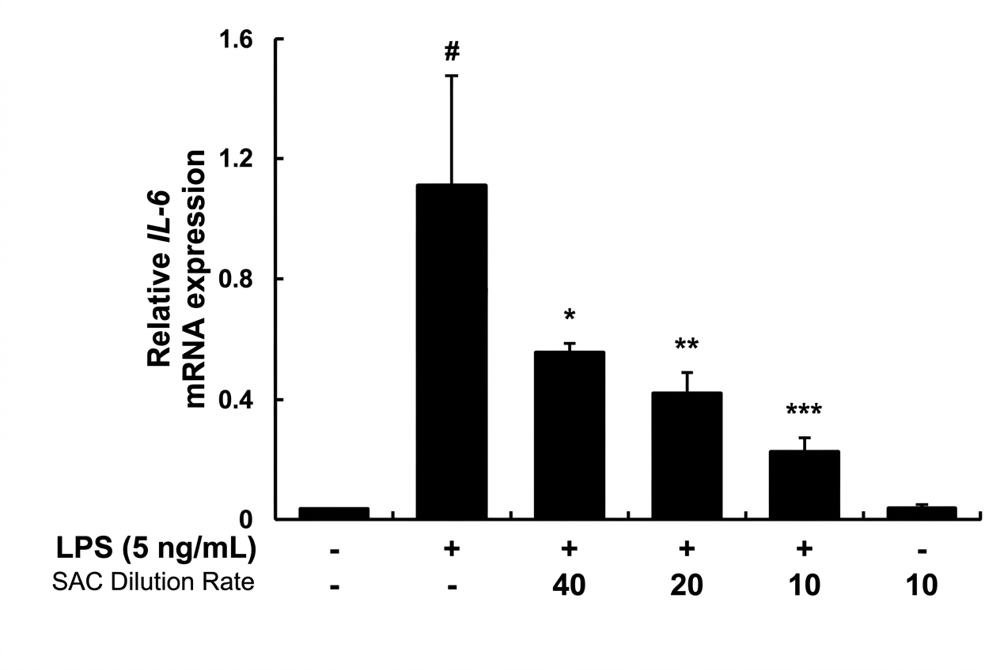 1.6
#
1.2
0.8
*
**
0.4
***
0
Relative IL-6
mRNA expression
LPS (5 ng/mL) - + + + + -
SAC Dilution Rate - - 40 20 10 10